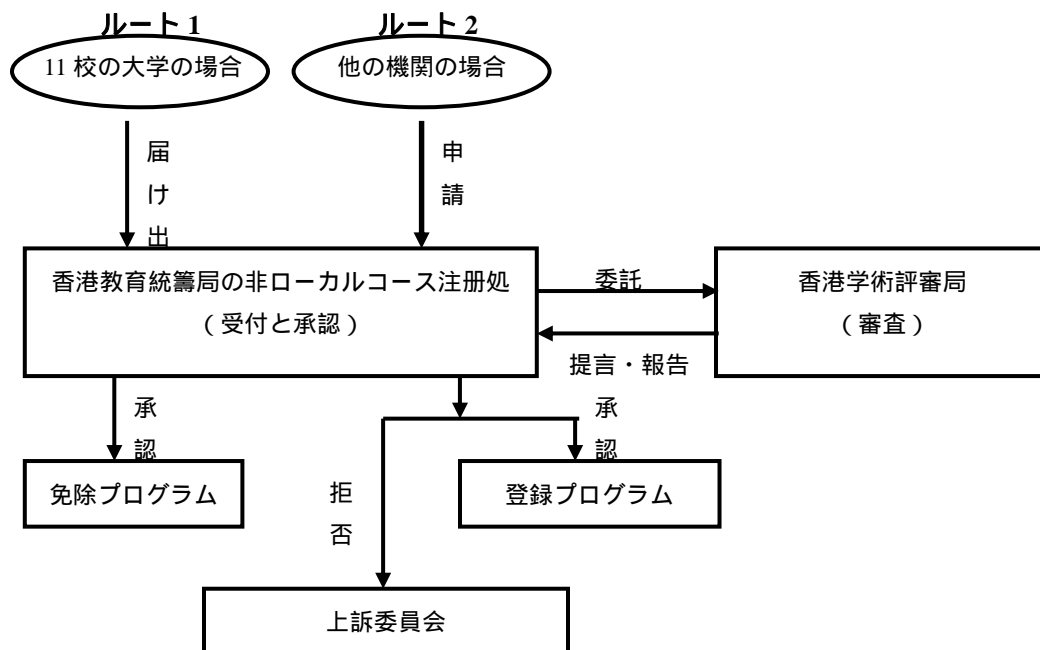 ルート 1
ルート 2
11 校の大学の場合
他の機関の場合
届け出
申請
香港教育統籌局の非ローカルコース注册処
（受付と承認）
委託
香港学術評審局
（審査）
提言・報告
承認
承認
免除プログラム
拒否
登録プログラム
上訴委員会